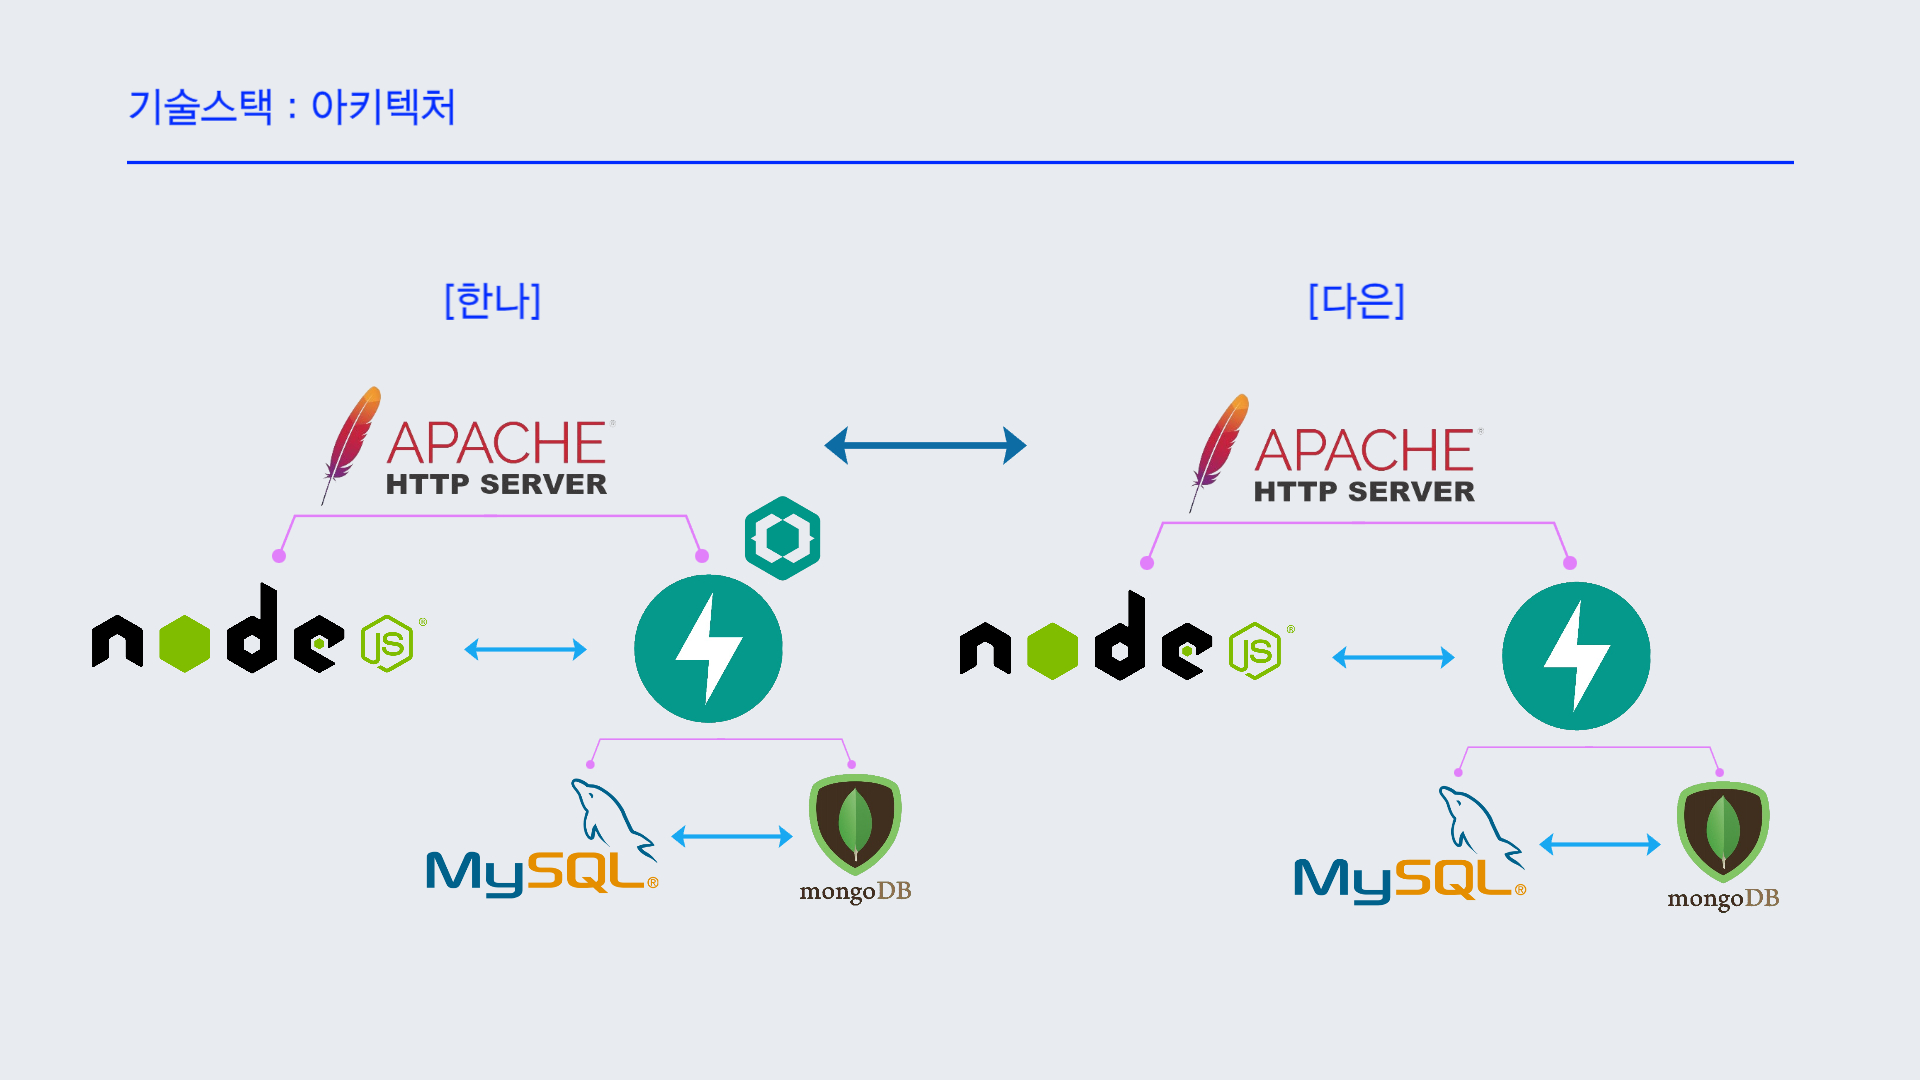 기술스택 : 아키텍처
[한나]
[다은]
APACHE®
HTTP SERVER
APACHE®
HTTP SERVER
node JS®
node JS®
MySQL®
mongoDB
MySQL®
mongoDB